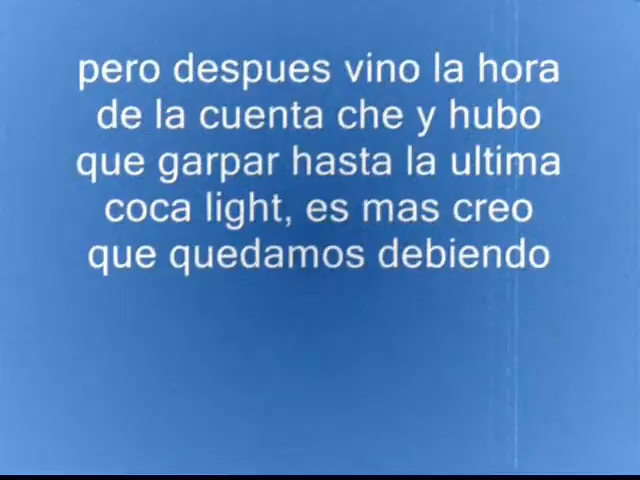 pero despues vino la hora
de la cuenta che y hubo
que garpar hasta la ultima
coca light, es mas creo
que quedamos debiendo